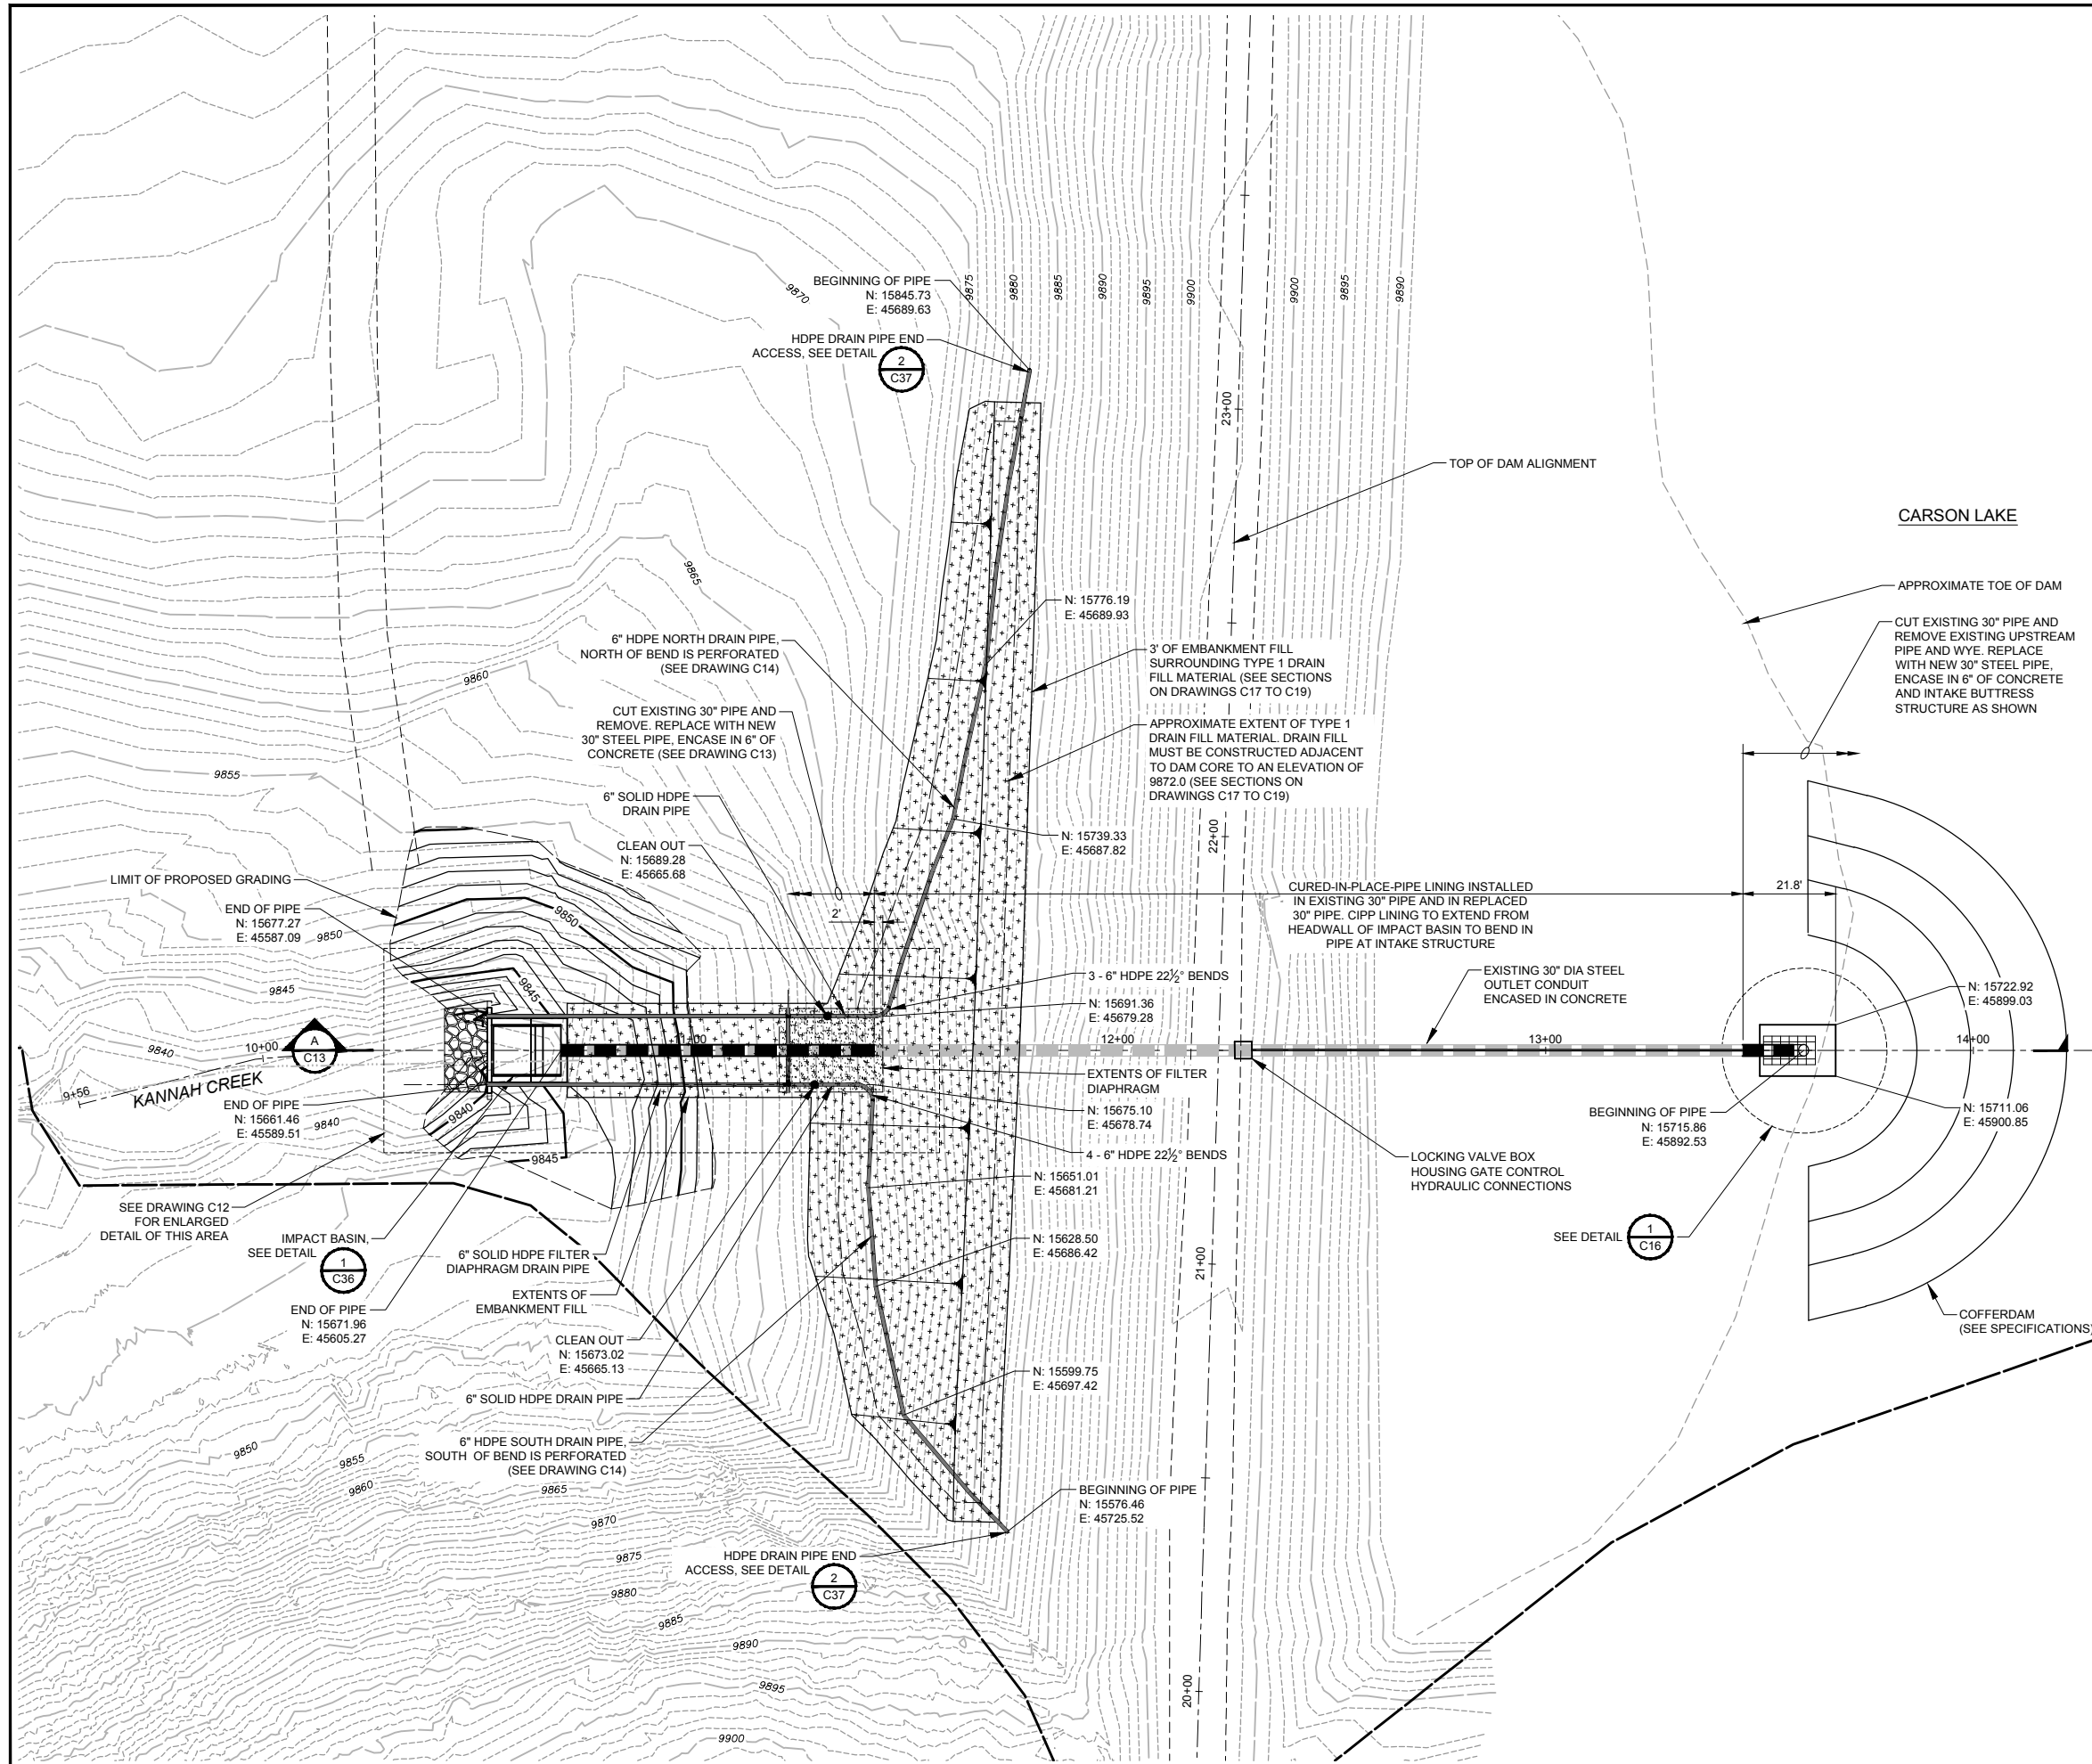 BEGINNING OF PIPE
N: 15845.73
E: 45689.63
HDPE DRAIN PIPE END
ACCESS, SEE DETAIL
2
C37
9870
9875
9880
9885
9890
9895
9900
9900
9895
9890
23+00
TOP OF DAM ALIGNMENT
CARSON LAKE
APPROXIMATE TOE OF DAM
CUT EXISTING 30" PIPE AND
REMOVE EXISTING UPSTREAM
PIPE AND WYE. REPLACE
WITH NEW 30" STEEL PIPE,
ENCASE IN 6" OF CONCRETE
AND INTAKE BUTTRESS
STRUCTURE AS SHOWN
9865
N: 15776.19
E: 45689.93
6" HDPE NORTH DRAIN PIPE,
NORTH OF BEND IS PERFORATED
(SEE DRAWING C14)
3' OF EMBANKMENT FILL
SURROUNDING TYPE 1 DRAIN
FILL MATERIAL (SEE SECTIONS
ON DRAWINGS C17 TO C19)
9860
CUT EXISTING 30" PIPE AND
REMOVE. REPLACE WITH NEW
30" STEEL PIPE, ENCASE IN 6" OF
CONCRETE (SEE DRAWING C13)
APPROXIMATE EXTENT OF TYPE 1
DRAIN FILL MATERIAL. DRAIN FILL
MUST BE CONSTRUCTED ADJACENT
TO DAM CORE TO AN ELEVATION OF
9872.0 (SEE SECTIONS ON
DRAWINGS C17 TO C19)
9855
6" SOLID HDPE
DRAIN PIPE
N: 15739.33
E: 45687.82
22+00
CLEAN OUT
N: 15689.28
E: 45665.68
LIMIT OF PROPOSED GRADING
END OF PIPE
N: 15677.27
E: 45587.09
9850
9850
2'
CURED-IN-PLACE-PIPE LINING INSTALLED
IN EXISTING 30" PIPE AND IN REPLACED
30" PIPE. CIPP LINING TO EXTEND FROM
HEADWALL OF IMPACT BASIN TO BEND IN
PIPE AT INTAKE STRUCTURE
21.8'
3 - 6" HDPE 22½° BENDS
EXISTING 30" DIA STEEL
OUTLET CONDUIT
ENCASED IN CONCRETE
9845
9845
N: 15691.36
E: 45679.28
N: 15722.92
E: 45899.03
A
C13
10+00
11+00
12+00
13+00
14+00
9840
9+56
KANNAH CREEK
EXTENTS OF FILTER
DIAPHRAGM
END OF PIPE
N: 15661.46
E: 45589.51
9840
9840
N: 15675.10
E: 45678.74
BEGINNING OF PIPE
N: 15715.86
E: 45892.53
N: 15711.06
E: 45900.85
9845
4 - 6" HDPE 22½° BENDS
LOCKING VALVE BOX
HOUSING GATE CONTROL
HYDRAULIC CONNECTIONS
N: 15651.01
E: 45681.21
SEE DRAWING C12
FOR ENLARGED
DETAIL OF THIS AREA
IMPACT BASIN,
SEE DETAIL
1
C36
6" SOLID HDPE FILTER
DIAPHRAGM DRAIN PIPE
N: 15628.50
E: 45686.42
21+00
SEE DETAIL
1
C16
EXTENTS OF
EMBANKMENT FILL
END OF PIPE
N: 15671.96
E: 45605.27
COFFERDAM
(SEE SPECIFICATIONS)
CLEAN OUT
N: 15673.02
E: 45665.13
N: 15599.75
E: 45697.42
6" SOLID HDPE DRAIN PIPE
6" HDPE SOUTH DRAIN PIPE,
SOUTH OF BEND IS PERFORATED
(SEE DRAWING C14)
9850
9855
9860
9865
9870
9875
9880
9885
9890
9895
9900
BEGINNING OF PIPE
N: 15576.46
E: 45725.52
HDPE DRAIN PIPE END
ACCESS, SEE DETAIL
2
C37
20+00